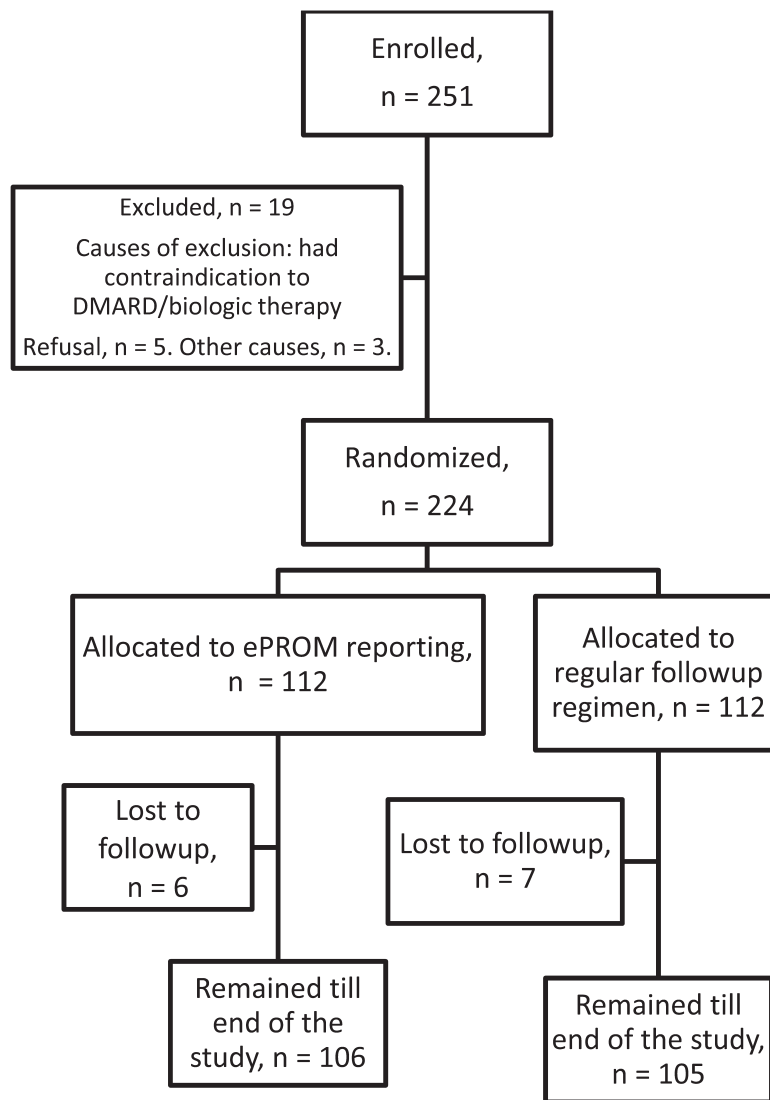 Enrolled,
n = 251
Excluded, n = 19
Causes of exclusion: had
contraindication to
DMARD/biologic therapy
Refusal, n = 5. Other causes, n = 3.
Randomized,
n = 224
Allocated to ePROM reporting,
n = 112
Allocated to
regular followup
regimen, n = 112
Lost to
followup,
n = 6
Lost to followup,
n = 7
Remained till
end of the
study, n = 106
Remained till
end of the study,
n = 105